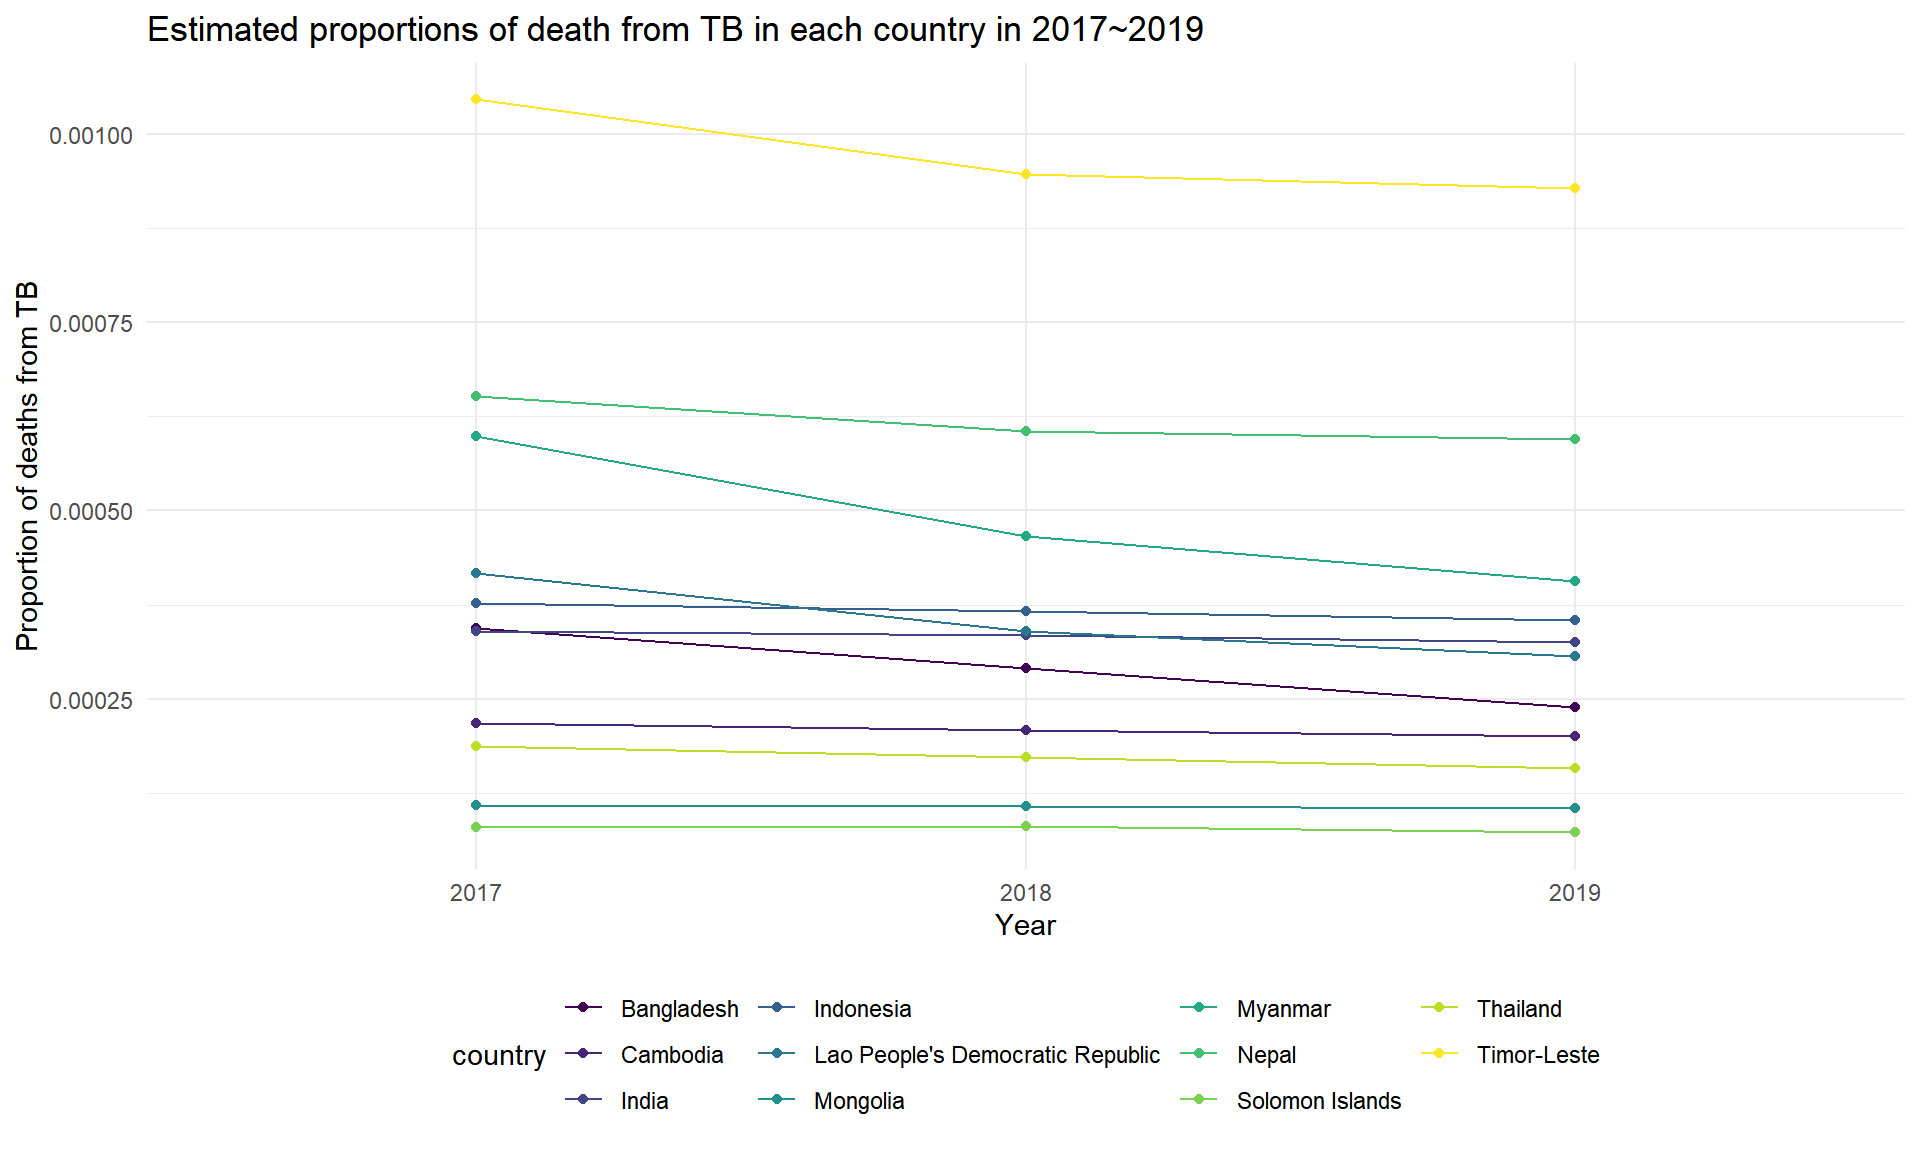 Estimated proportions of death from TB in each country in 2017~2019
Proportion of deaths from TB
0.00100
0.00075
0.00050
0.00025
2017 2018 2019
Year
country
Bangladesh Indonesia Myanmar Thailand
Cambodia Lao People's Democratic Republic Nepal Timor-Leste
India Mongolia Solomon Islands